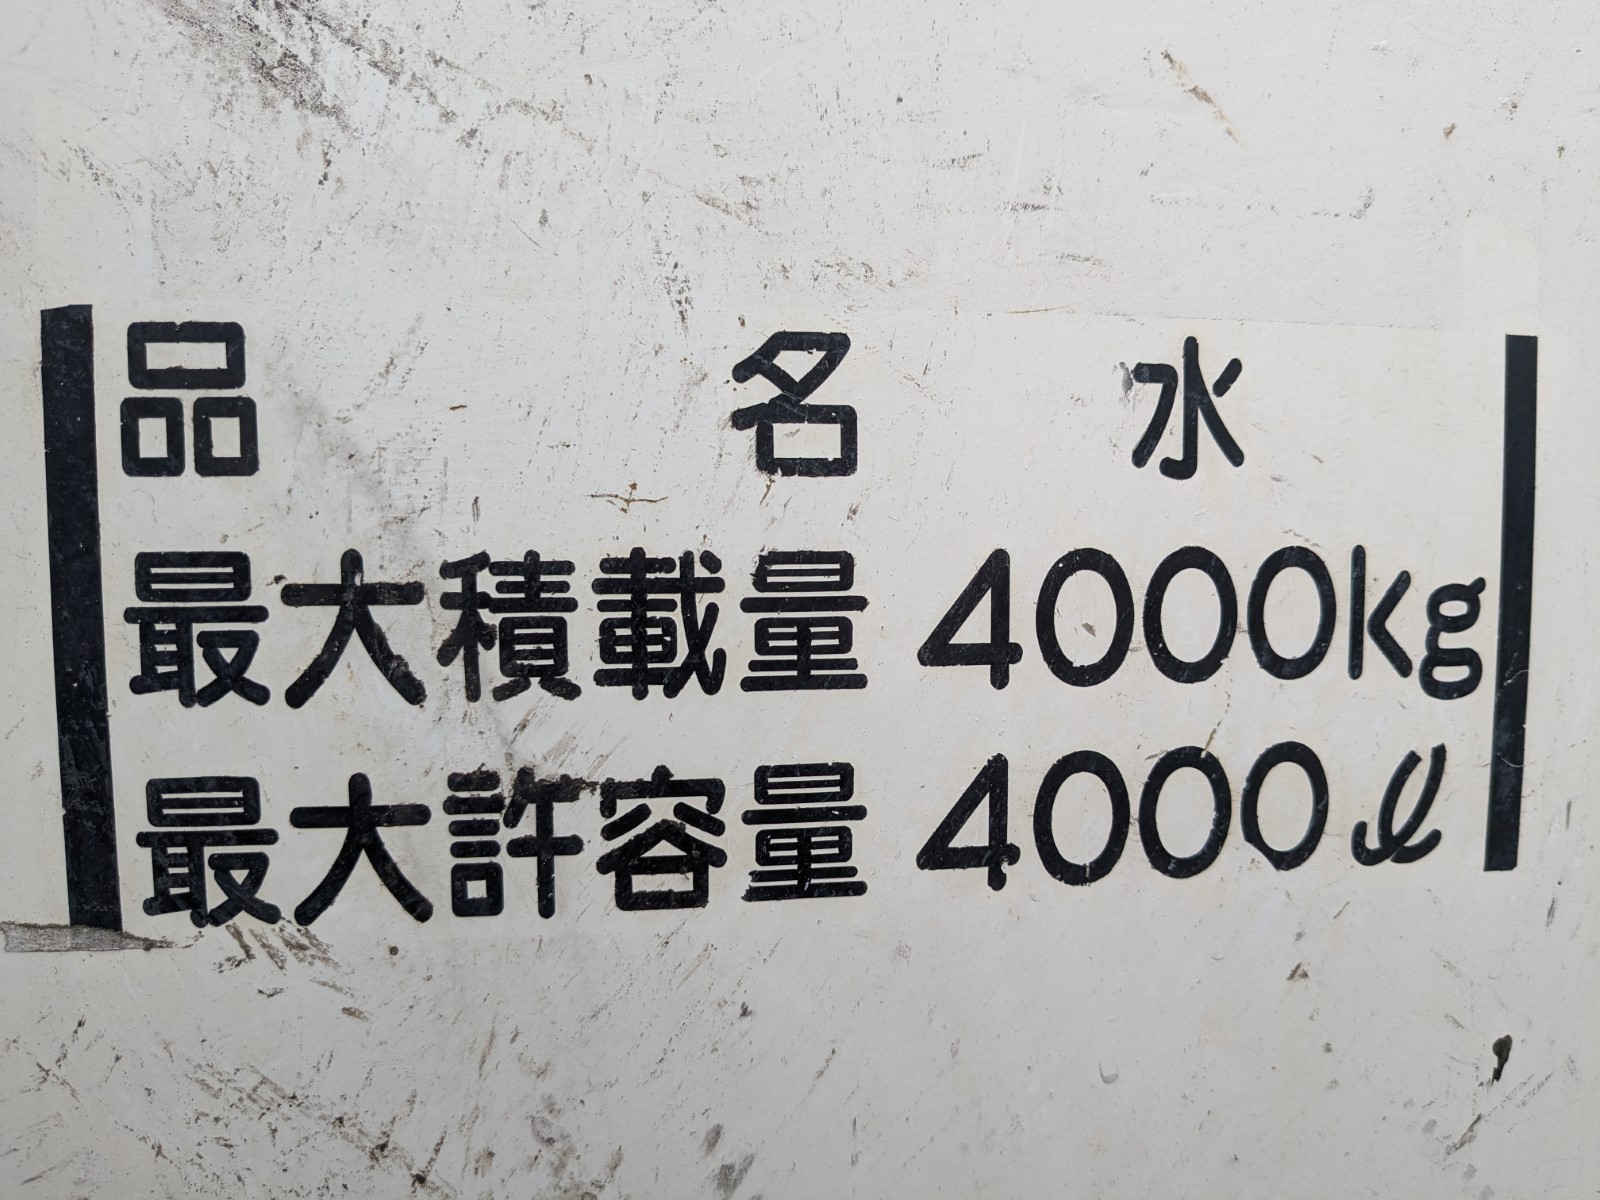 品名 水
最大積載量 4000kg
最大許容量 4000ℓ